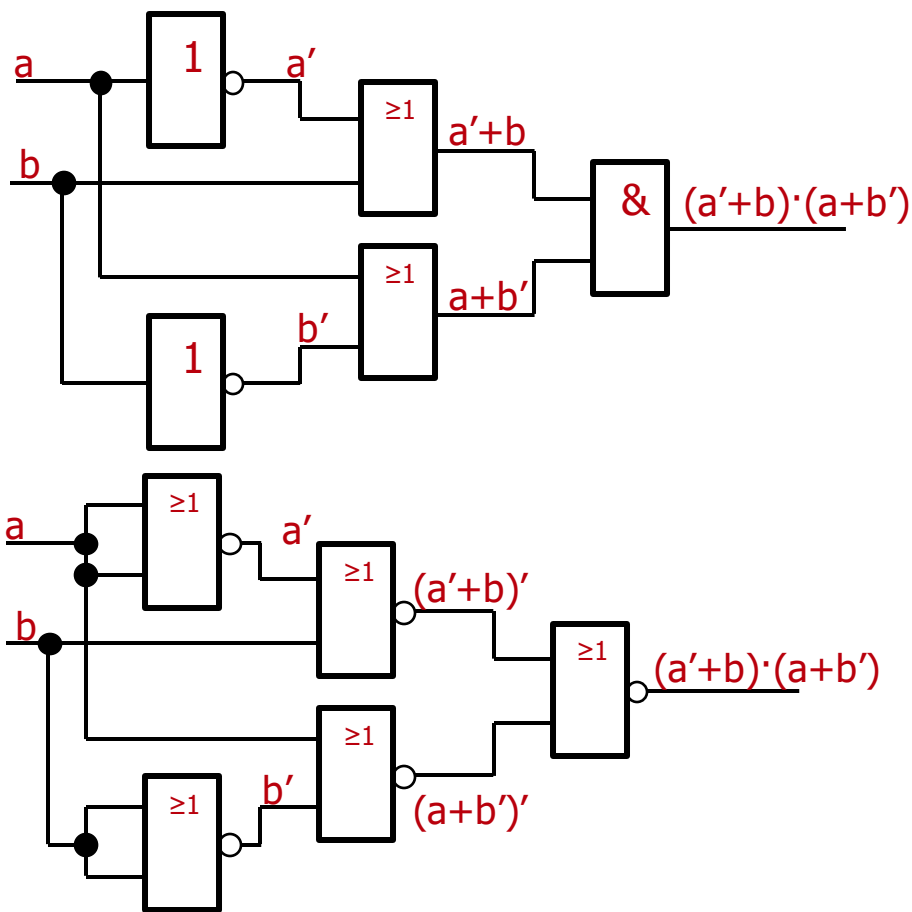 a
1
a′
≥1
a′+b
b
&
(a′+b)·(a+b′)
≥1
a+b′
b′
1
≥1
a
a′
≥1
(a′+b)′
b
≥1
(a′+b)·(a+b′)
≥1
b′
≥1
(a+b′)′